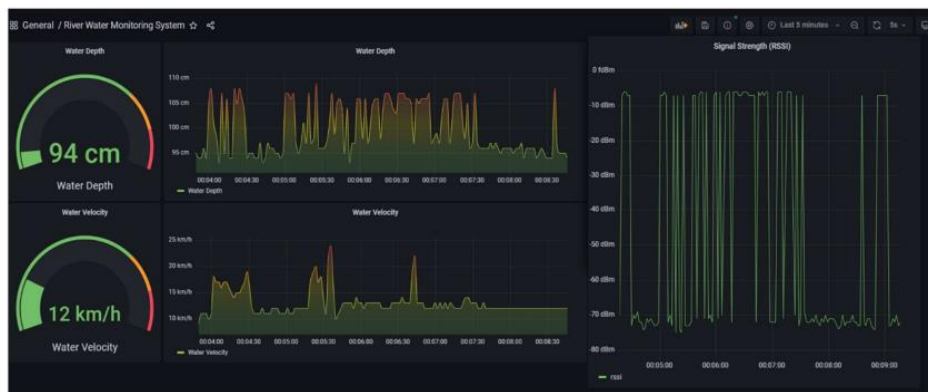 General / River Water Monitoring System
Last 5 minutes
5s
Water Depth
94 cm
Water Depth
Water Depth
110 cm
105 cm
100 cm
95 cm
00:04:00 00:04:30 00:05:00 00:05:30 00:06:00 00:06:30 00:07:00 00:07:30 00:08:00 00:08:30
Water Depth
Signal Strength (RSSI)
0 fdBm
-10 dBm
-20 dBm
-30 dBm
-40 dBm
-50 dBm
-60 dBm
-70 dBm
-80 dBm
00:05:00 00:06:00 00:07:00 00:08:00 00:09:00
rssi
Water Velocity
12 km/h
Water Velocity
Water Velocity
25 km/h
20 km/h
15 km/h
10 km/h
00:04:00 00:04:30 00:05:00 00:05:30 00:06:00 00:06:30 00:07:00 00:07:30 00:08:00 00:08:30
Water Velocity